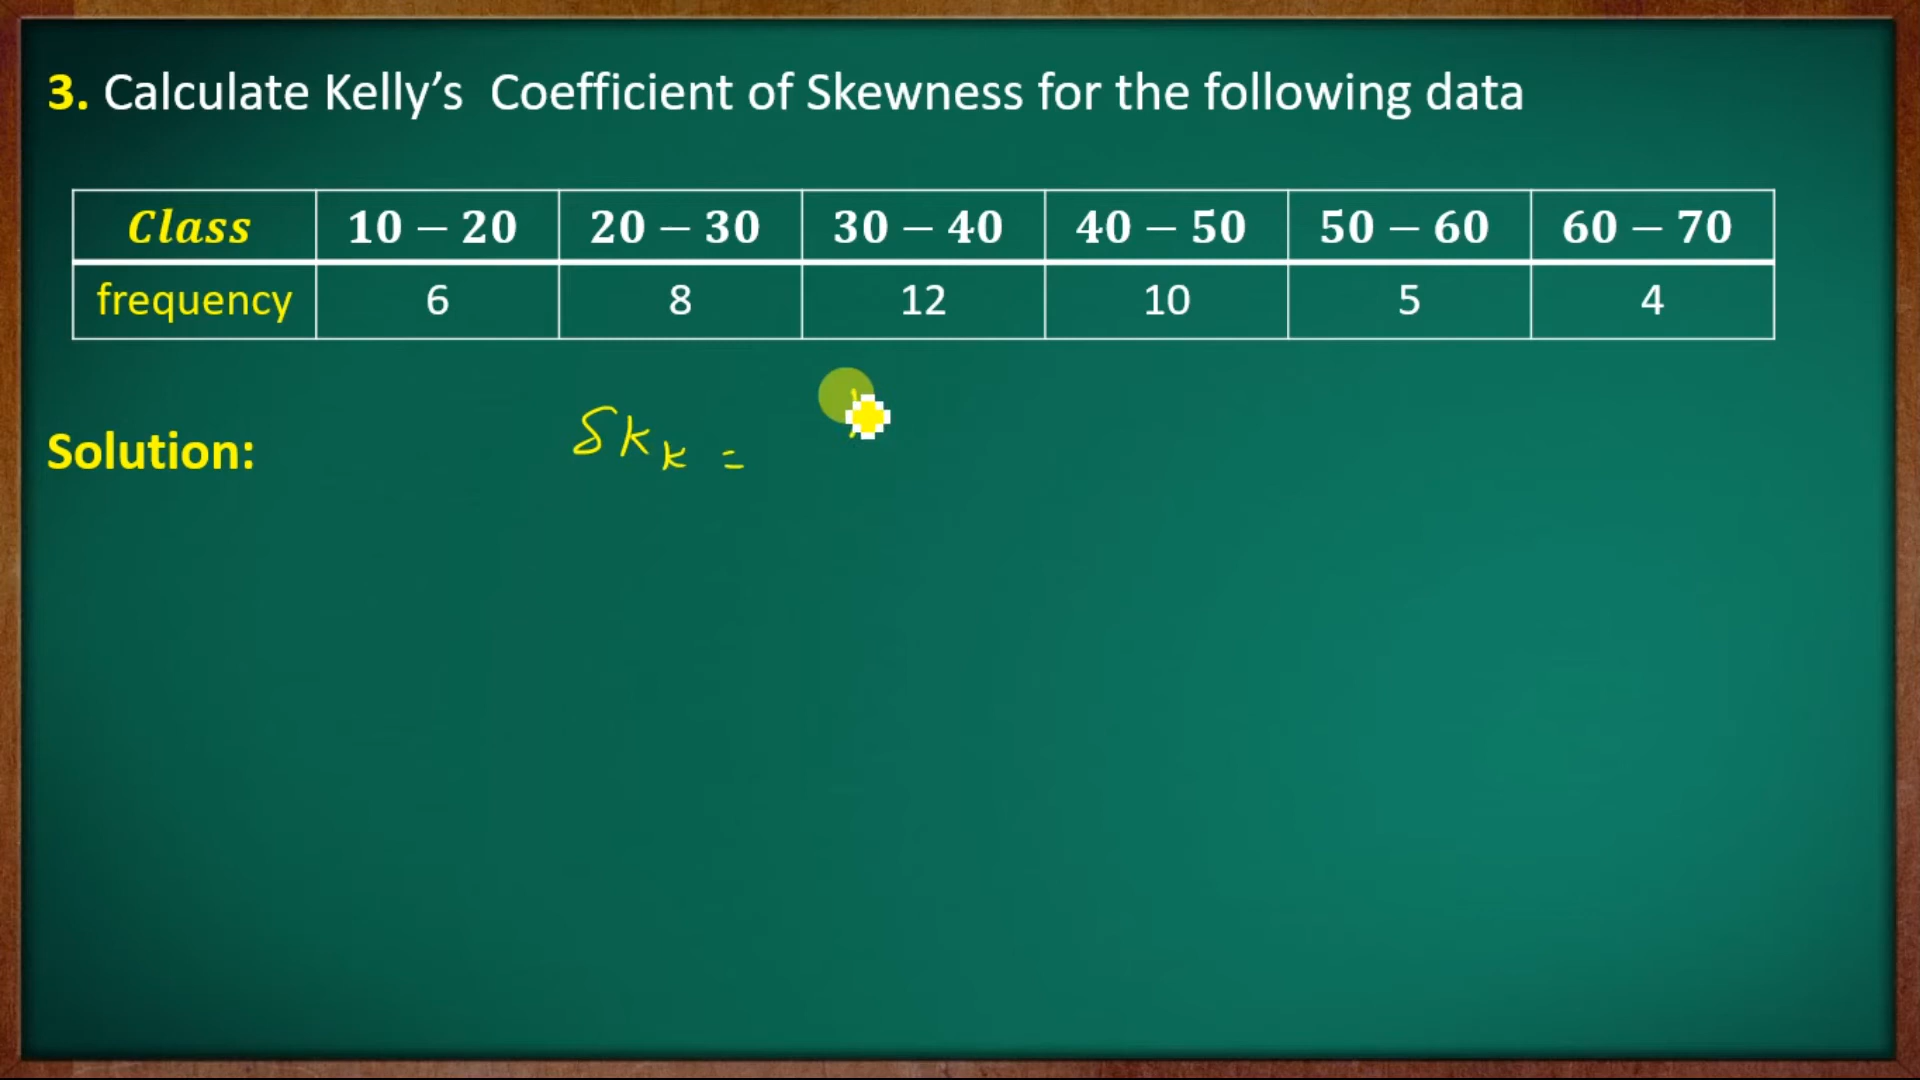 3. Calculate Kelly’s Coefficient of Skewness for the following data
Class 10 – 20 20 – 30 30 – 40 40 – 50 50 – 60 60 – 70
frequency 6 8 12 10 5 4
Solution: Skₖ =